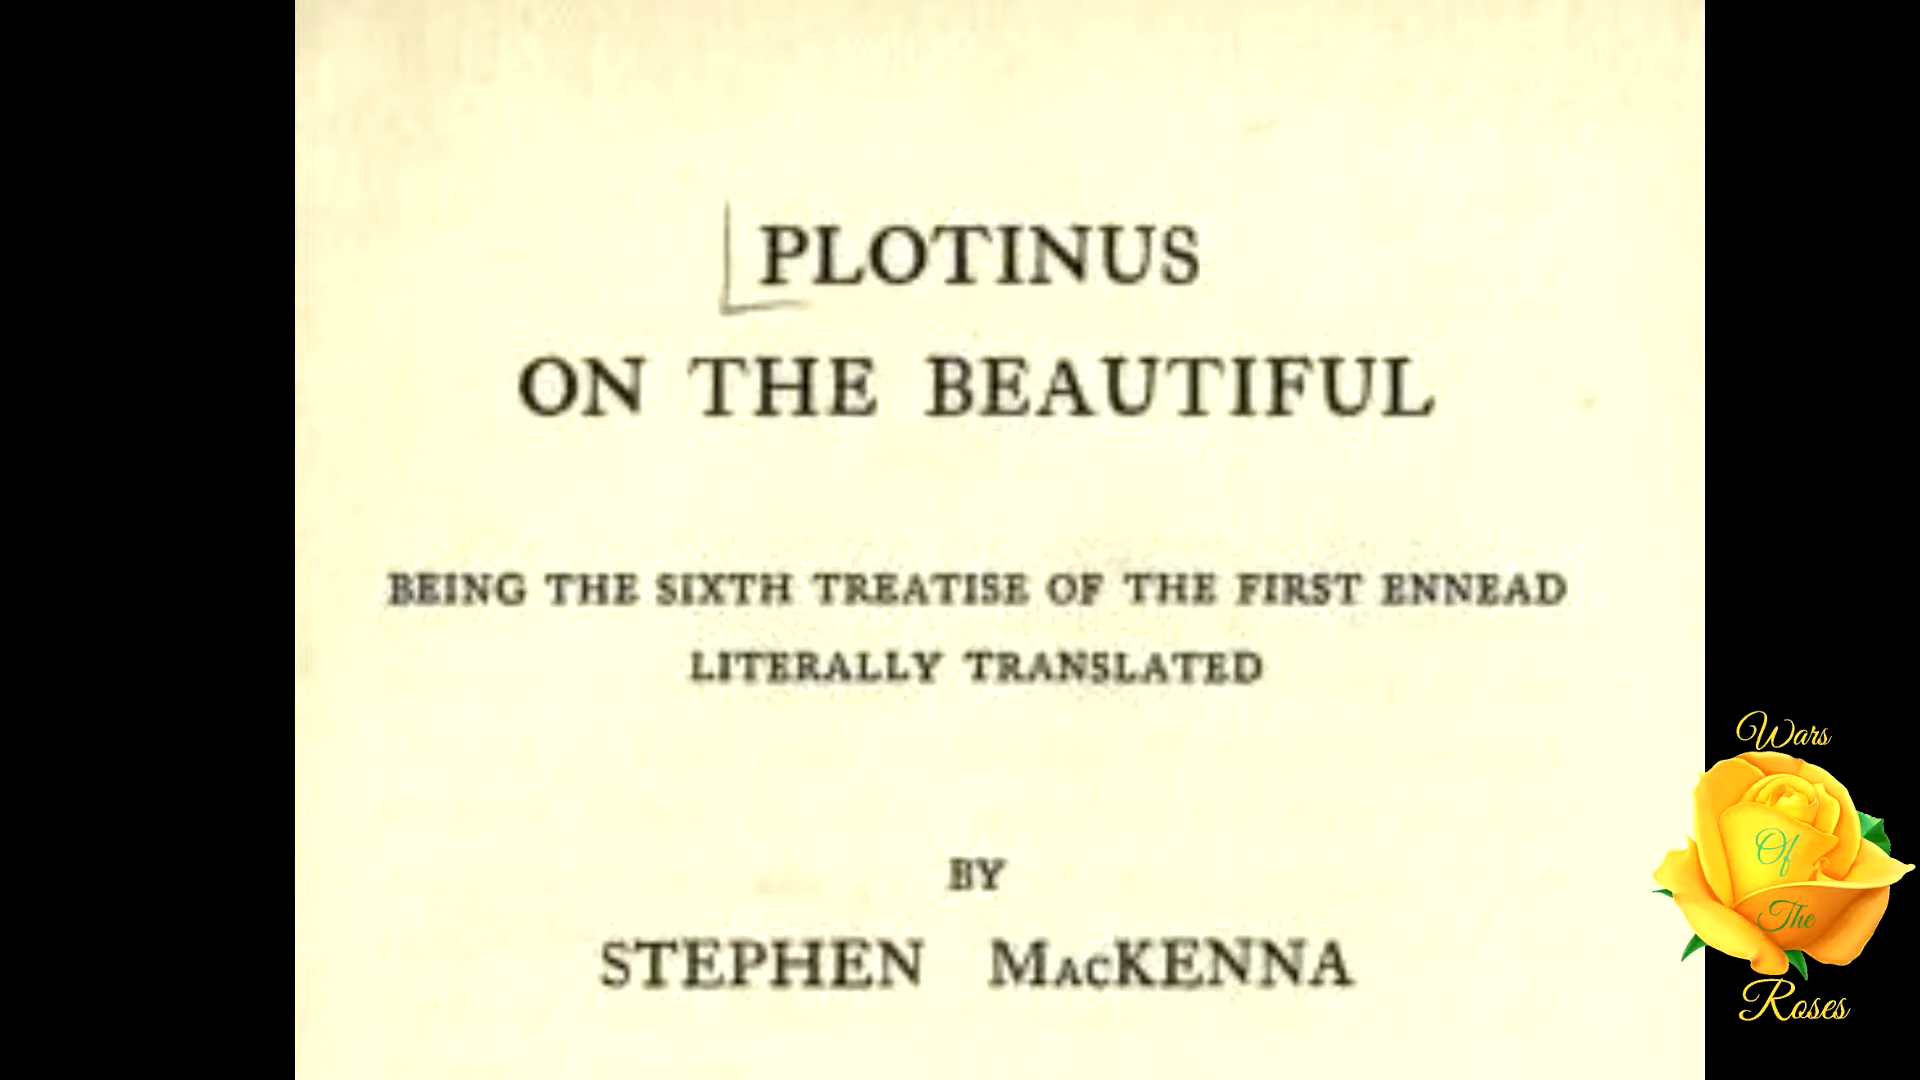 PLOTINUS
ON THE BEAUTIFUL
BEING THE SIXTH TREATISE OF THE FIRST ENNEAD
LITERALLY TRANSLATED
BY
STEPHEN MacKENNA
Wars
Of
The
Roses